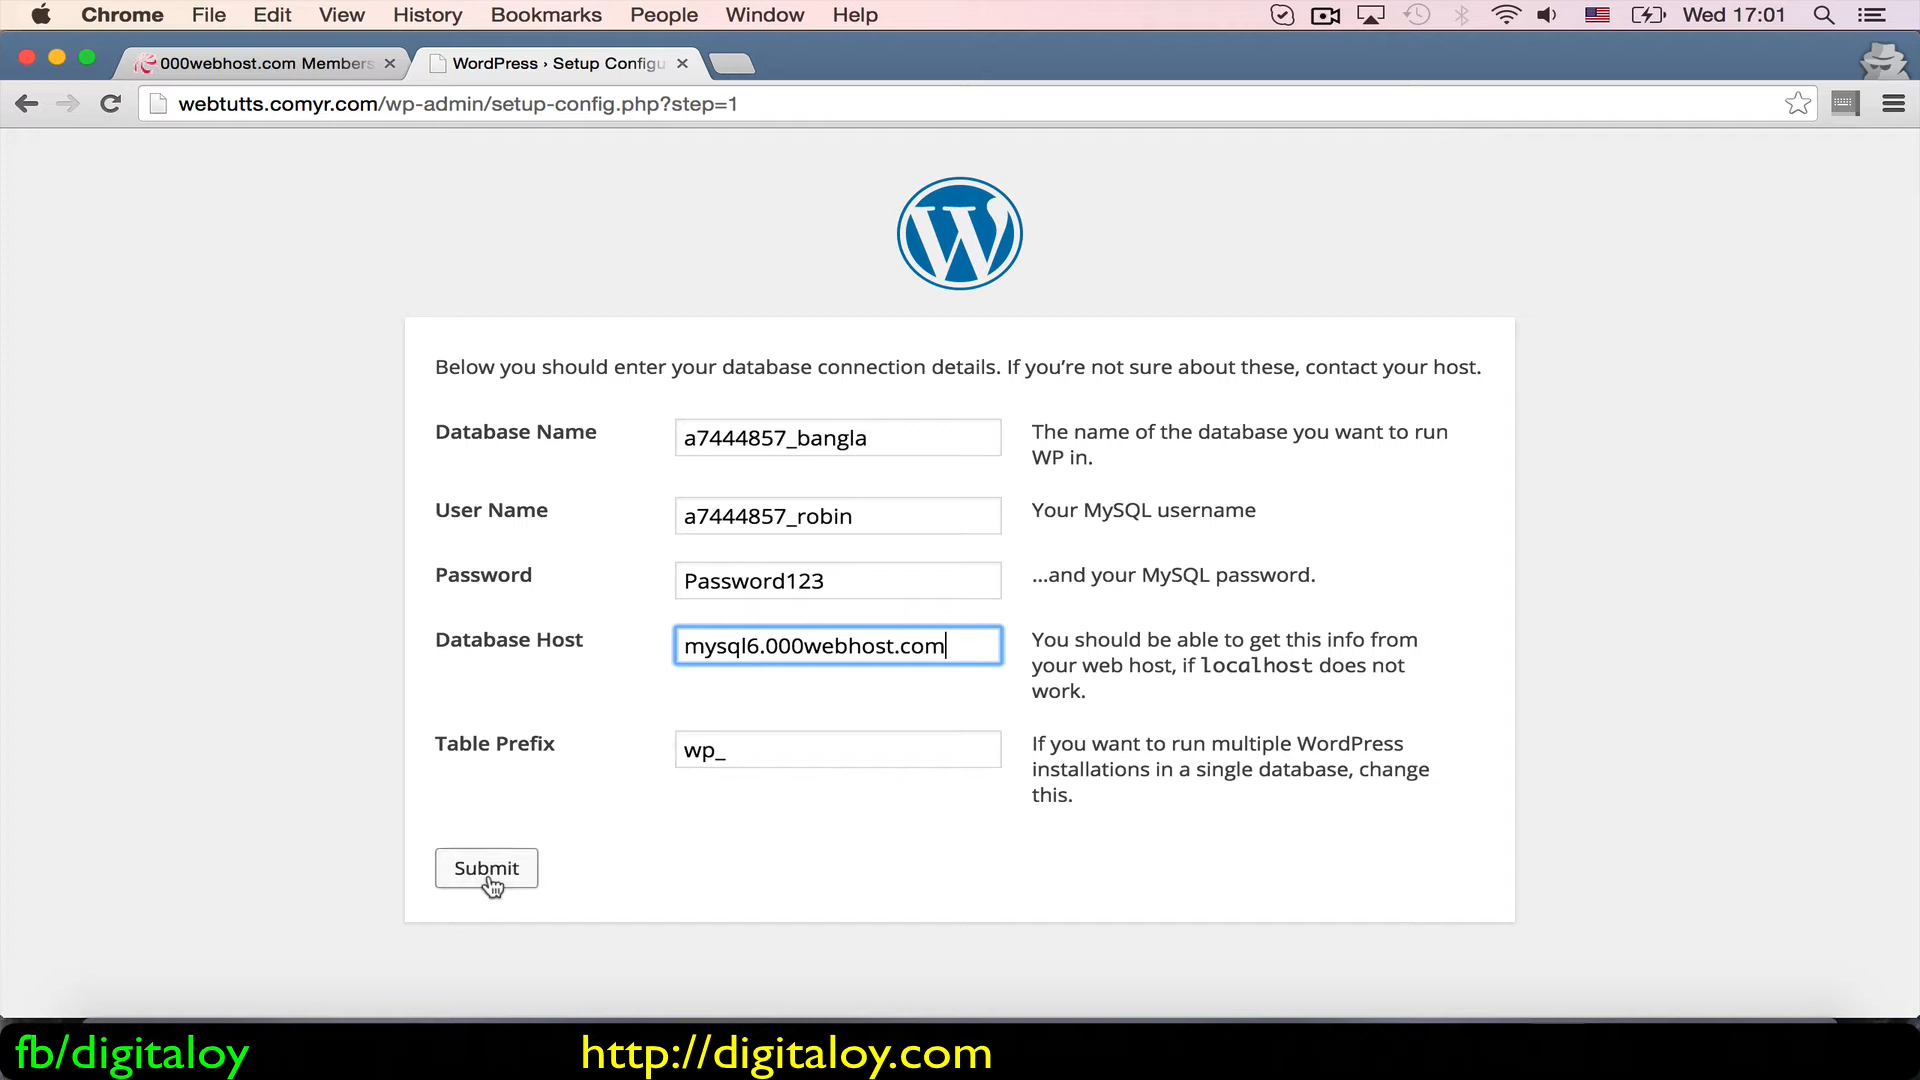 Chrome File Edit View History Bookmarks People Window Help Wed 17:01
000webhost.com Members WordPress › Setup Configu
webtutts.comyr.com/wp-admin/setup-config.php?step=1
Below you should enter your database connection details. If you’re not sure about these, contact your host.
Database Name a7444857_bangla The name of the database you want to run
WP in.
User Name a7444857_robin Your MySQL username
Password Password123 …and your MySQL password.
Database Host mysql6.000webhost.com You should be able to get this info from
your web host, if localhost does not
work.
Table Prefix wp_ If you want to run multiple WordPress
installations in a single database, change
this.
Submit
fb/digitaloy http://digitaloy.com